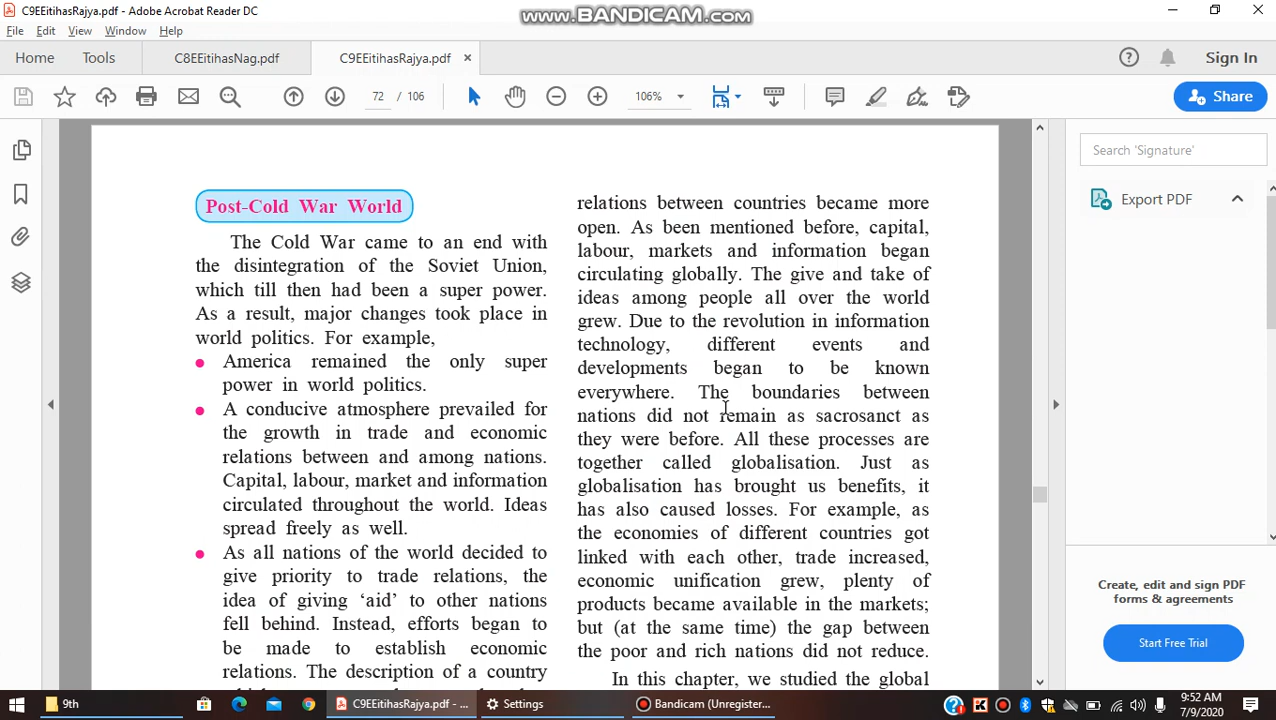 C9EEitihasRajya.pdf - Adobe Acrobat Reader DC
www.BANDICAM.com
File Edit View Window Help
Home Tools C8EEitihasNag.pdf C9EEitihasRajya.pdf × Sign In
72 / 106 106% Share
Post-Cold War World
The Cold War came to an end with
the disintegration of the Soviet Union,
which till then had been a super power.
As a result, major changes took place in
world politics. For example,
America remained the only super
power in world politics.
A conducive atmosphere prevailed for
the growth in trade and economic
relations between and among nations.
Capital, labour, market and information
circulated throughout the world. Ideas
spread freely as well.
As all nations of the world decided to
give priority to trade relations, the
idea of giving ‘aid’ to other nations
fell behind. Instead, efforts began to
be made to establish economic
relations. The description of a country
relations between countries became more
open. As been mentioned before, capital,
labour, markets and information began
circulating globally. The give and take of
ideas among people all over the world
grew. Due to the revolution in information
technology, different events and
developments began to be known
everywhere. The boundaries between
nations did not remain as sacrosanct as
they were before. All these processes are
together called globalisation. Just as
globalisation has brought us benefits, it
has also caused losses. For example, as
the economies of different countries got
linked with each other, trade increased,
economic unification grew, plenty of
products became available in the markets;
but (at the same time) the gap between
the poor and rich nations did not reduce.
In this chapter, we studied the global
Search 'Signature'
Export PDF
Create, edit and sign PDF
forms & agreements
Start Free Trial
9th C9EEitihasRajya.pdf - ... Settings Bandicam (Unregister...
9:52 AM
7/9/2020